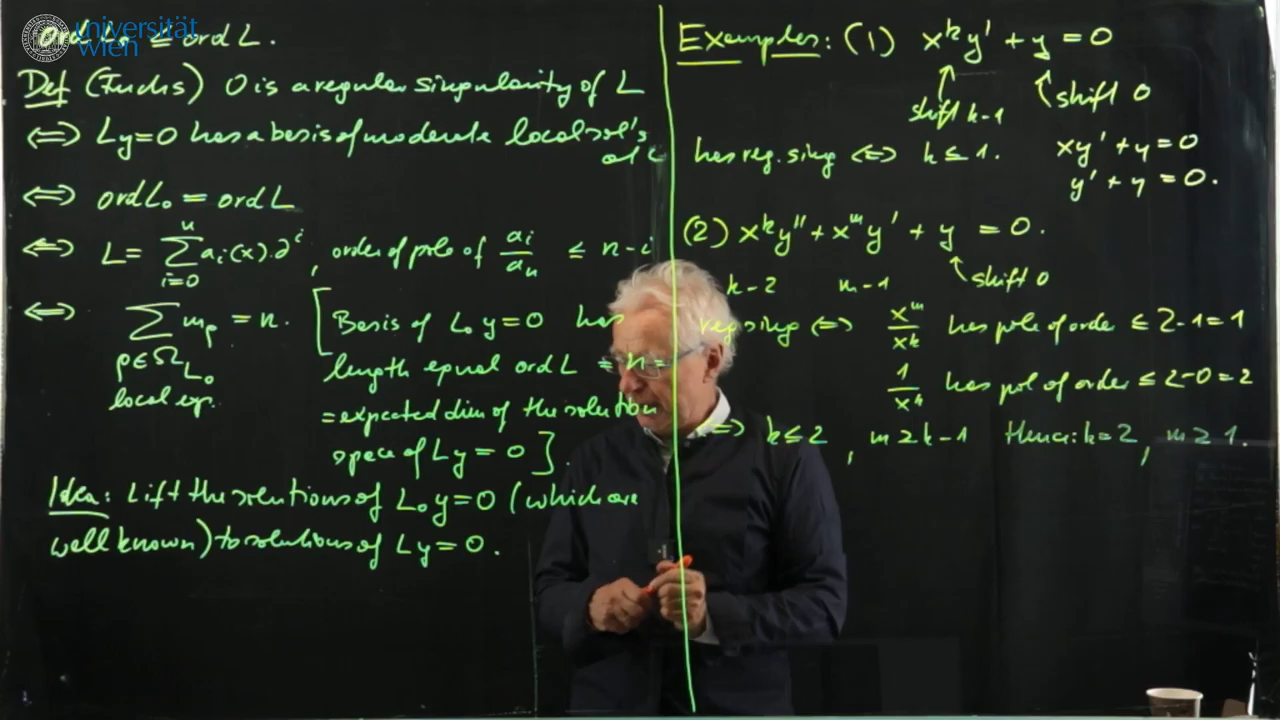 universität
wien
ord L₀ ≤ ord L.
Def (Fuchs) 0 is a regular singularity of L
⟺ Ly=0 has a basis of moderate local sol's
at
⟺ ord L₀ = ord L
⟺ L = ∑_{i=0}^{n} a_i(x)·∂^i, order of pole of a_i/a_n ≤ n-i
⟺ ∑_{ρ∈Ω_{L₀}} m_ρ = n. [Basis of L₀y=0 has
local exp.
length equal ord L = n =
= expected dim of the solution
space of Ly = 0].
Idea: Lift the solutions of L₀y=0 (which are
well known) to solutions of Ly=0.
Examples: (1) x^k y' + y = 0
shift k-1
shift 0
has reg. sing ⟺ k ≤ 1.
xy' + y = 0
y' + y = 0.
(2) x^k y'' + x^m y' + y = 0.
k-2 m-1 shift 0
reg sing ⟺ x^m/x^k has pole of order ≤ 2-1=1
1/x^k has pol of order ≤ 2-0=2
⟺ k≤2, m≥k-1 Hence: k=2, m≥1.